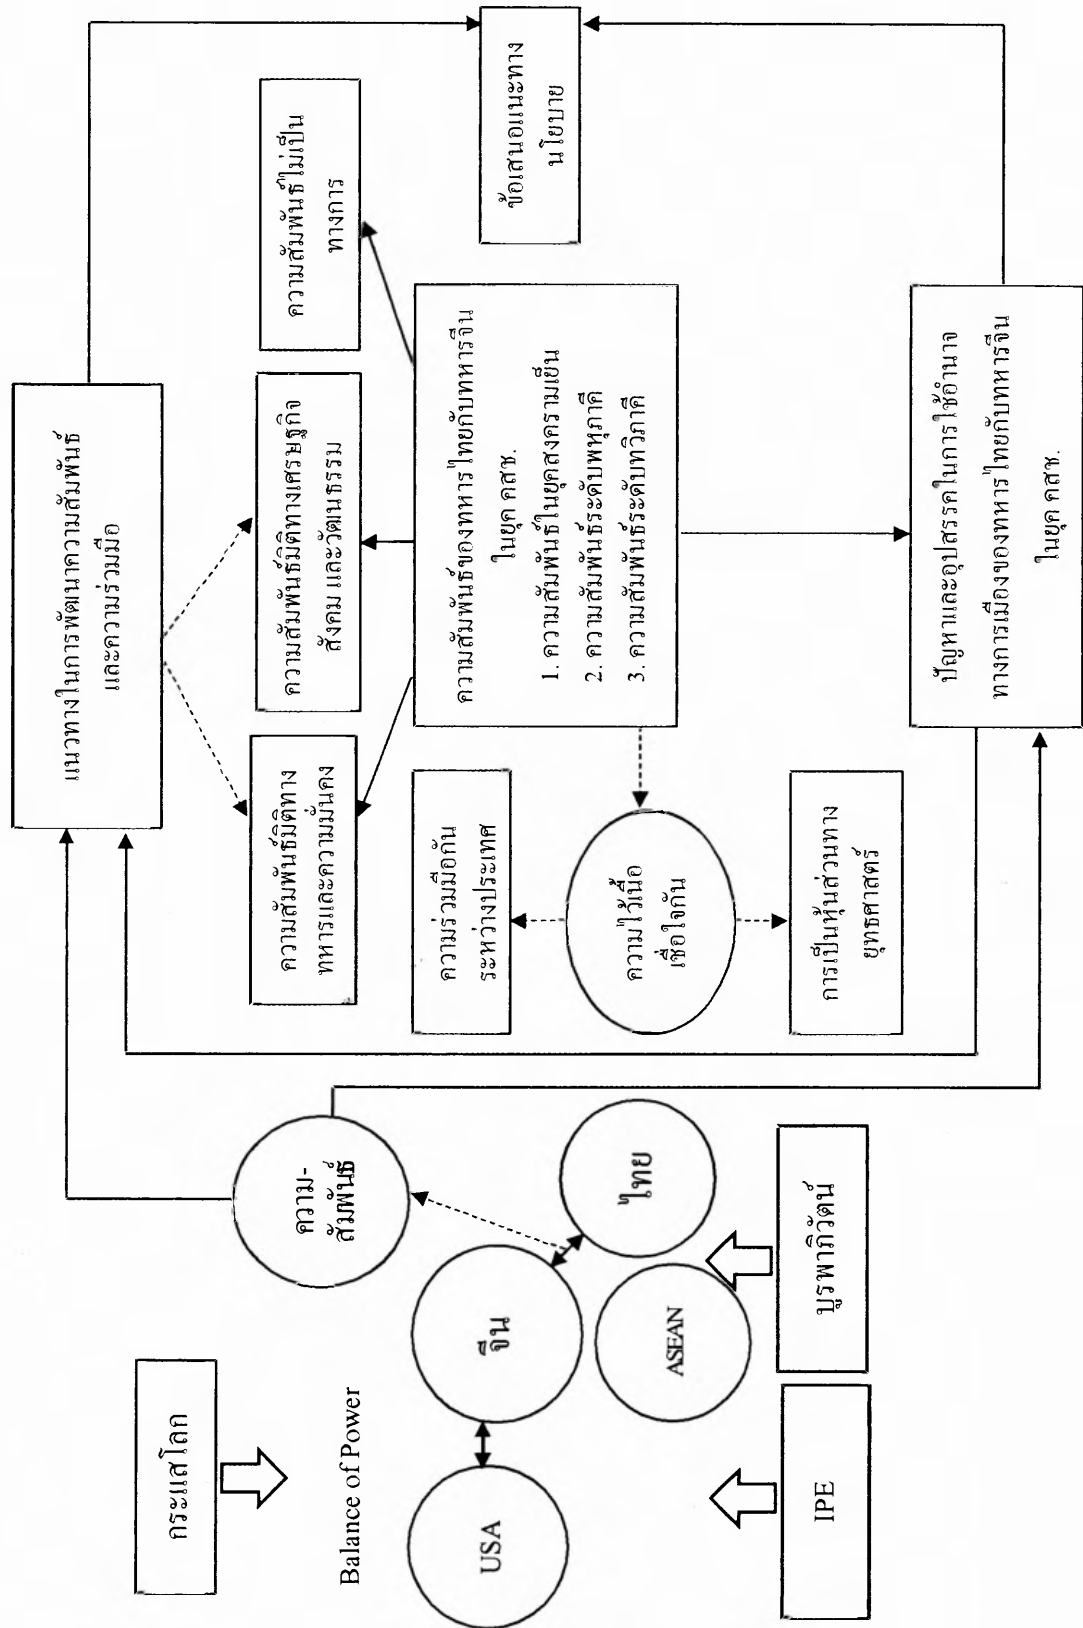 กระแสโลก
Balance of Power
USA
จีน
ASEAN
ไทย
IPE
บูรพาภิวัตน์
ความ-
สัมพันธ์
แนวทางในการพัฒนาความสัมพันธ์
และความร่วมมือ
ความสัมพันธ์มิติทาง
ทหารและความมั่นคง
ความสัมพันธ์มิติทางเศรษฐกิจ
สังคม และวัฒนธรรม
ความสัมพันธ์ไม่เป็น
ทางการ
ความร่วมมือกัน
ระหว่างประเทศ
ความไว้เนื้อ
เชื่อใจกัน
การเป็นหุ้นส่วนทาง
ยุทธศาสตร์
ความสัมพันธ์ของทหารไทยกับทหารจีน
ในยุค คสช.
1. ความสัมพันธ์ในยุคสงครามเย็น
2. ความสัมพันธ์ระดับพหุภาคี
3. ความสัมพันธ์ระดับทวิภาคี
ปัญหาและอุปสรรคในการใช้อำนาจ
ทางการเมืองของทหารไทยกับทหารจีน
ในยุค คสช.
ข้อเสนอแนะทาง
นโยบาย